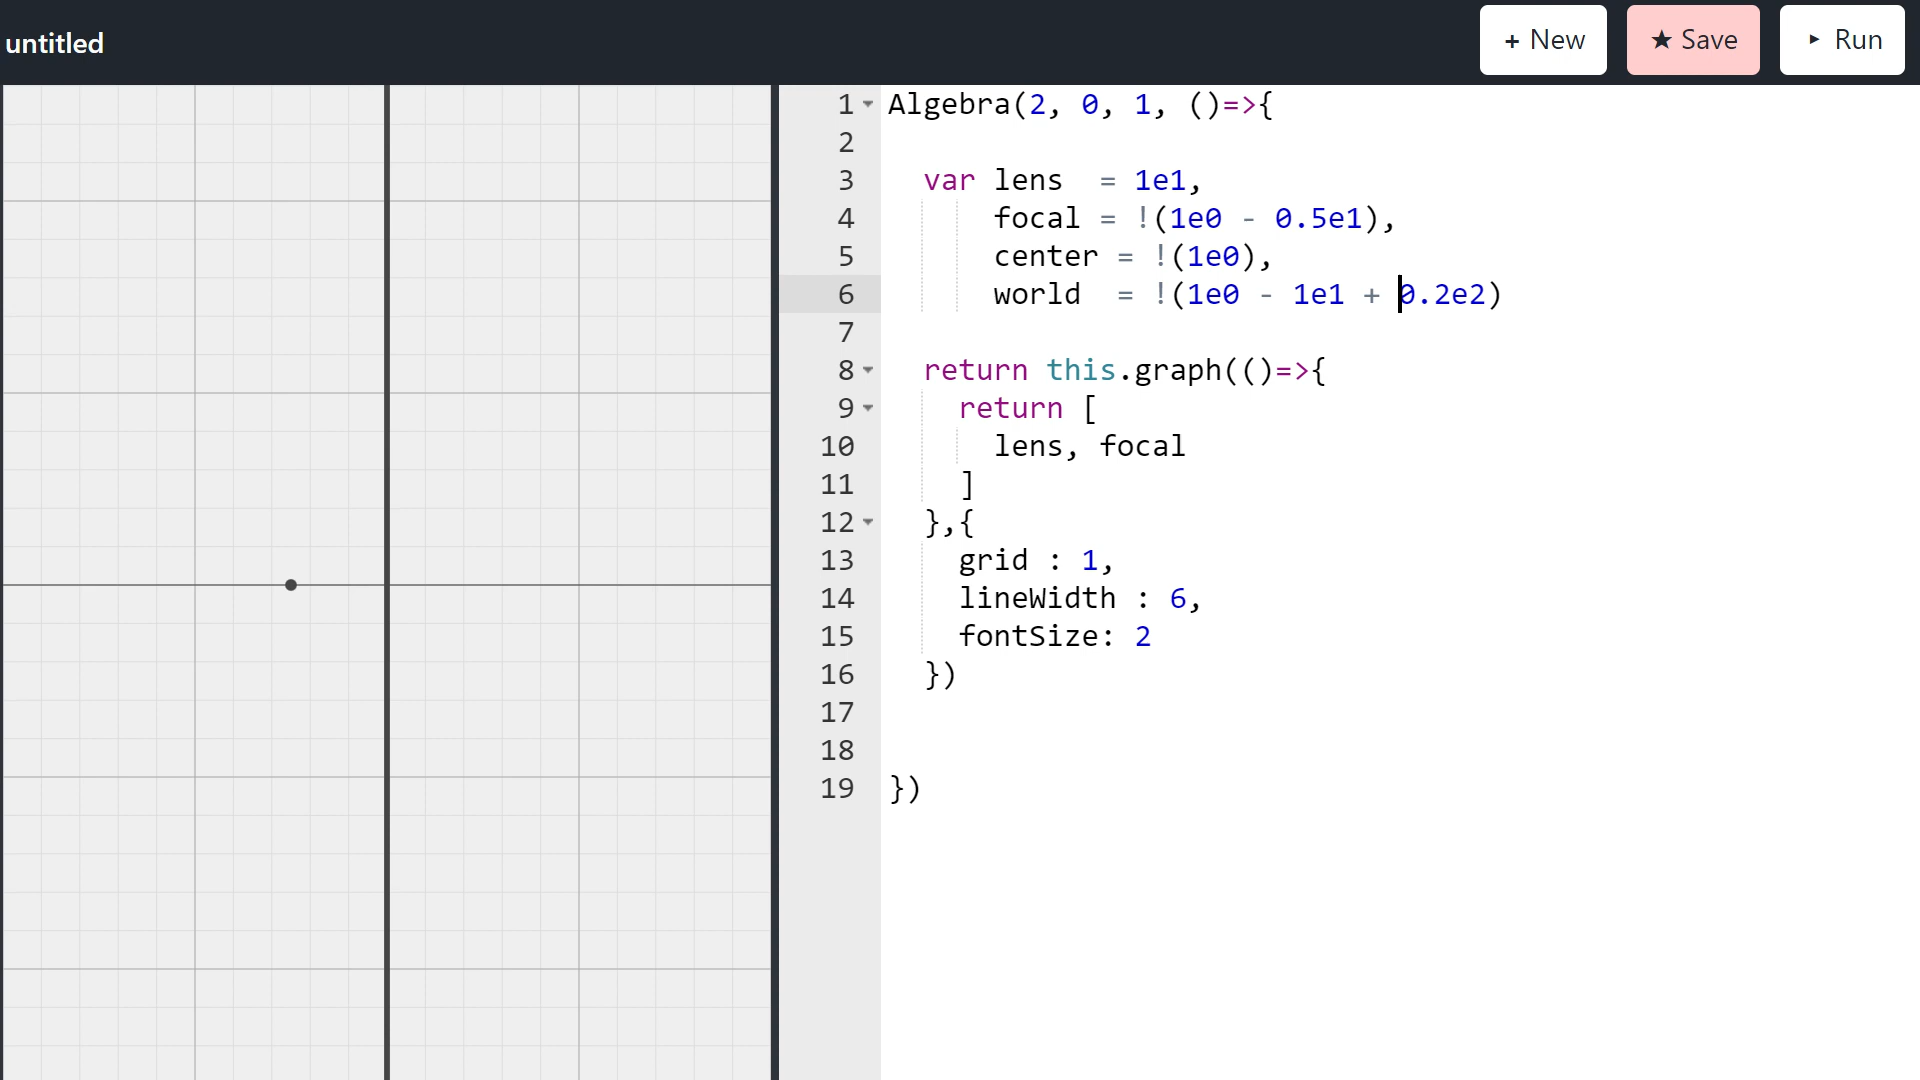 untitled
+ New
★ Save
▸ Run
1 Algebra(2, 0, 1, ()=>{
2
3 var lens = 1e1,
4 focal = !(1e0 - 0.5e1),
5 center = !(1e0),
6 world = !(1e0 - 1e1 + 0.2e2)
7
8 return this.graph(()=>{
9 return [
10 lens, focal
11 ]
12 },{
13 grid : 1,
14 lineWidth : 6,
15 fontSize: 2
16 })
17
18
19 })